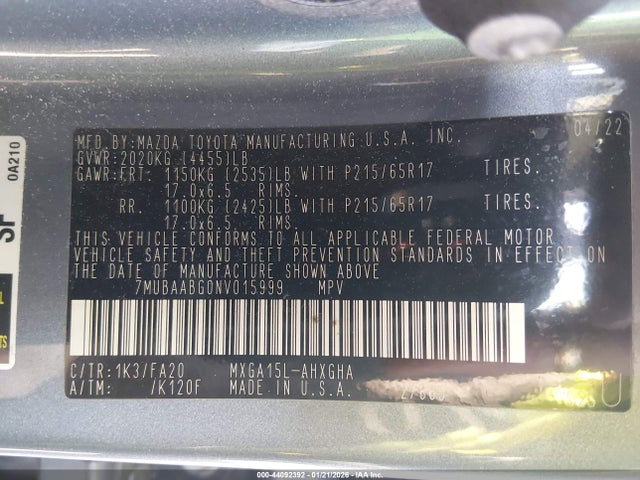 MFD.BY:MAZDA TOYOTA MANUFACTURING U.S.A. INC. 04/22
GVWR:2020KG (4455)LB
GAWR:FRT. 1150KG (2535)LB WITH P215/65R17 TIRES.
17.0x6.5 RIMS.
RR. 1100KG (2425)LB WITH P215/65R17 TIRES.
17.0x6.5 RIMS.
THIS VEHICLE CONFORMS TO ALL APPLICABLE FEDERAL MOTOR
VEHICLE SAFETY AND THEFT PREVENTION STANDARDS IN EFFECT ON
THE DATE OF MANUFACTURE SHOWN ABOVE
7MUBAABG0NV015999 MPV
C/TR:1K3/FA20 MXGA15L-AHXGHA
A/TM: /K120F MADE IN U.S.A.
U
0A210
SP
IAA-ONE -- 44092392 -- 01/21/2026 -- Copyright IAA Inc.